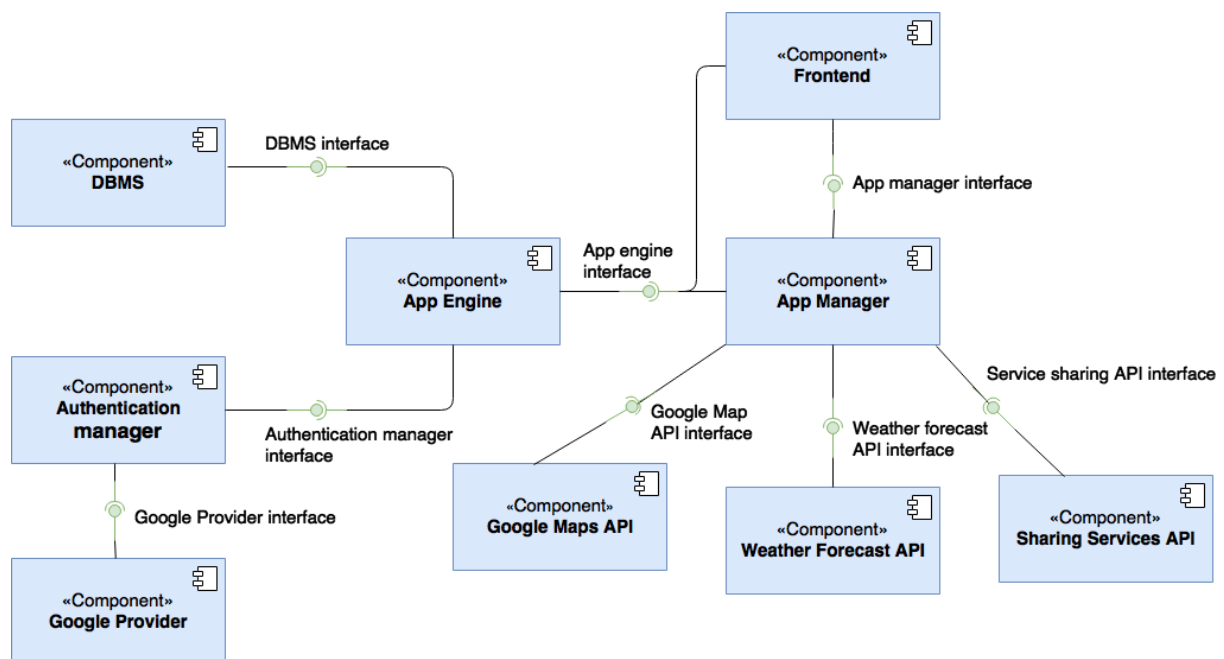 «Component»
Frontend
DBMS interface
«Component»
DBMS
App manager interface
App engine
interface
«Component»
App Engine
«Component»
App Manager
Service sharing API interface
«Component»
Authentication
manager
Google Map
API interface
Weather forecast
API interface
Authentication manager
interface
«Component»
Google Maps API
Google Provider interface
«Component»
Weather Forecast API
«Component»
Sharing Services API
«Component»
Google Provider